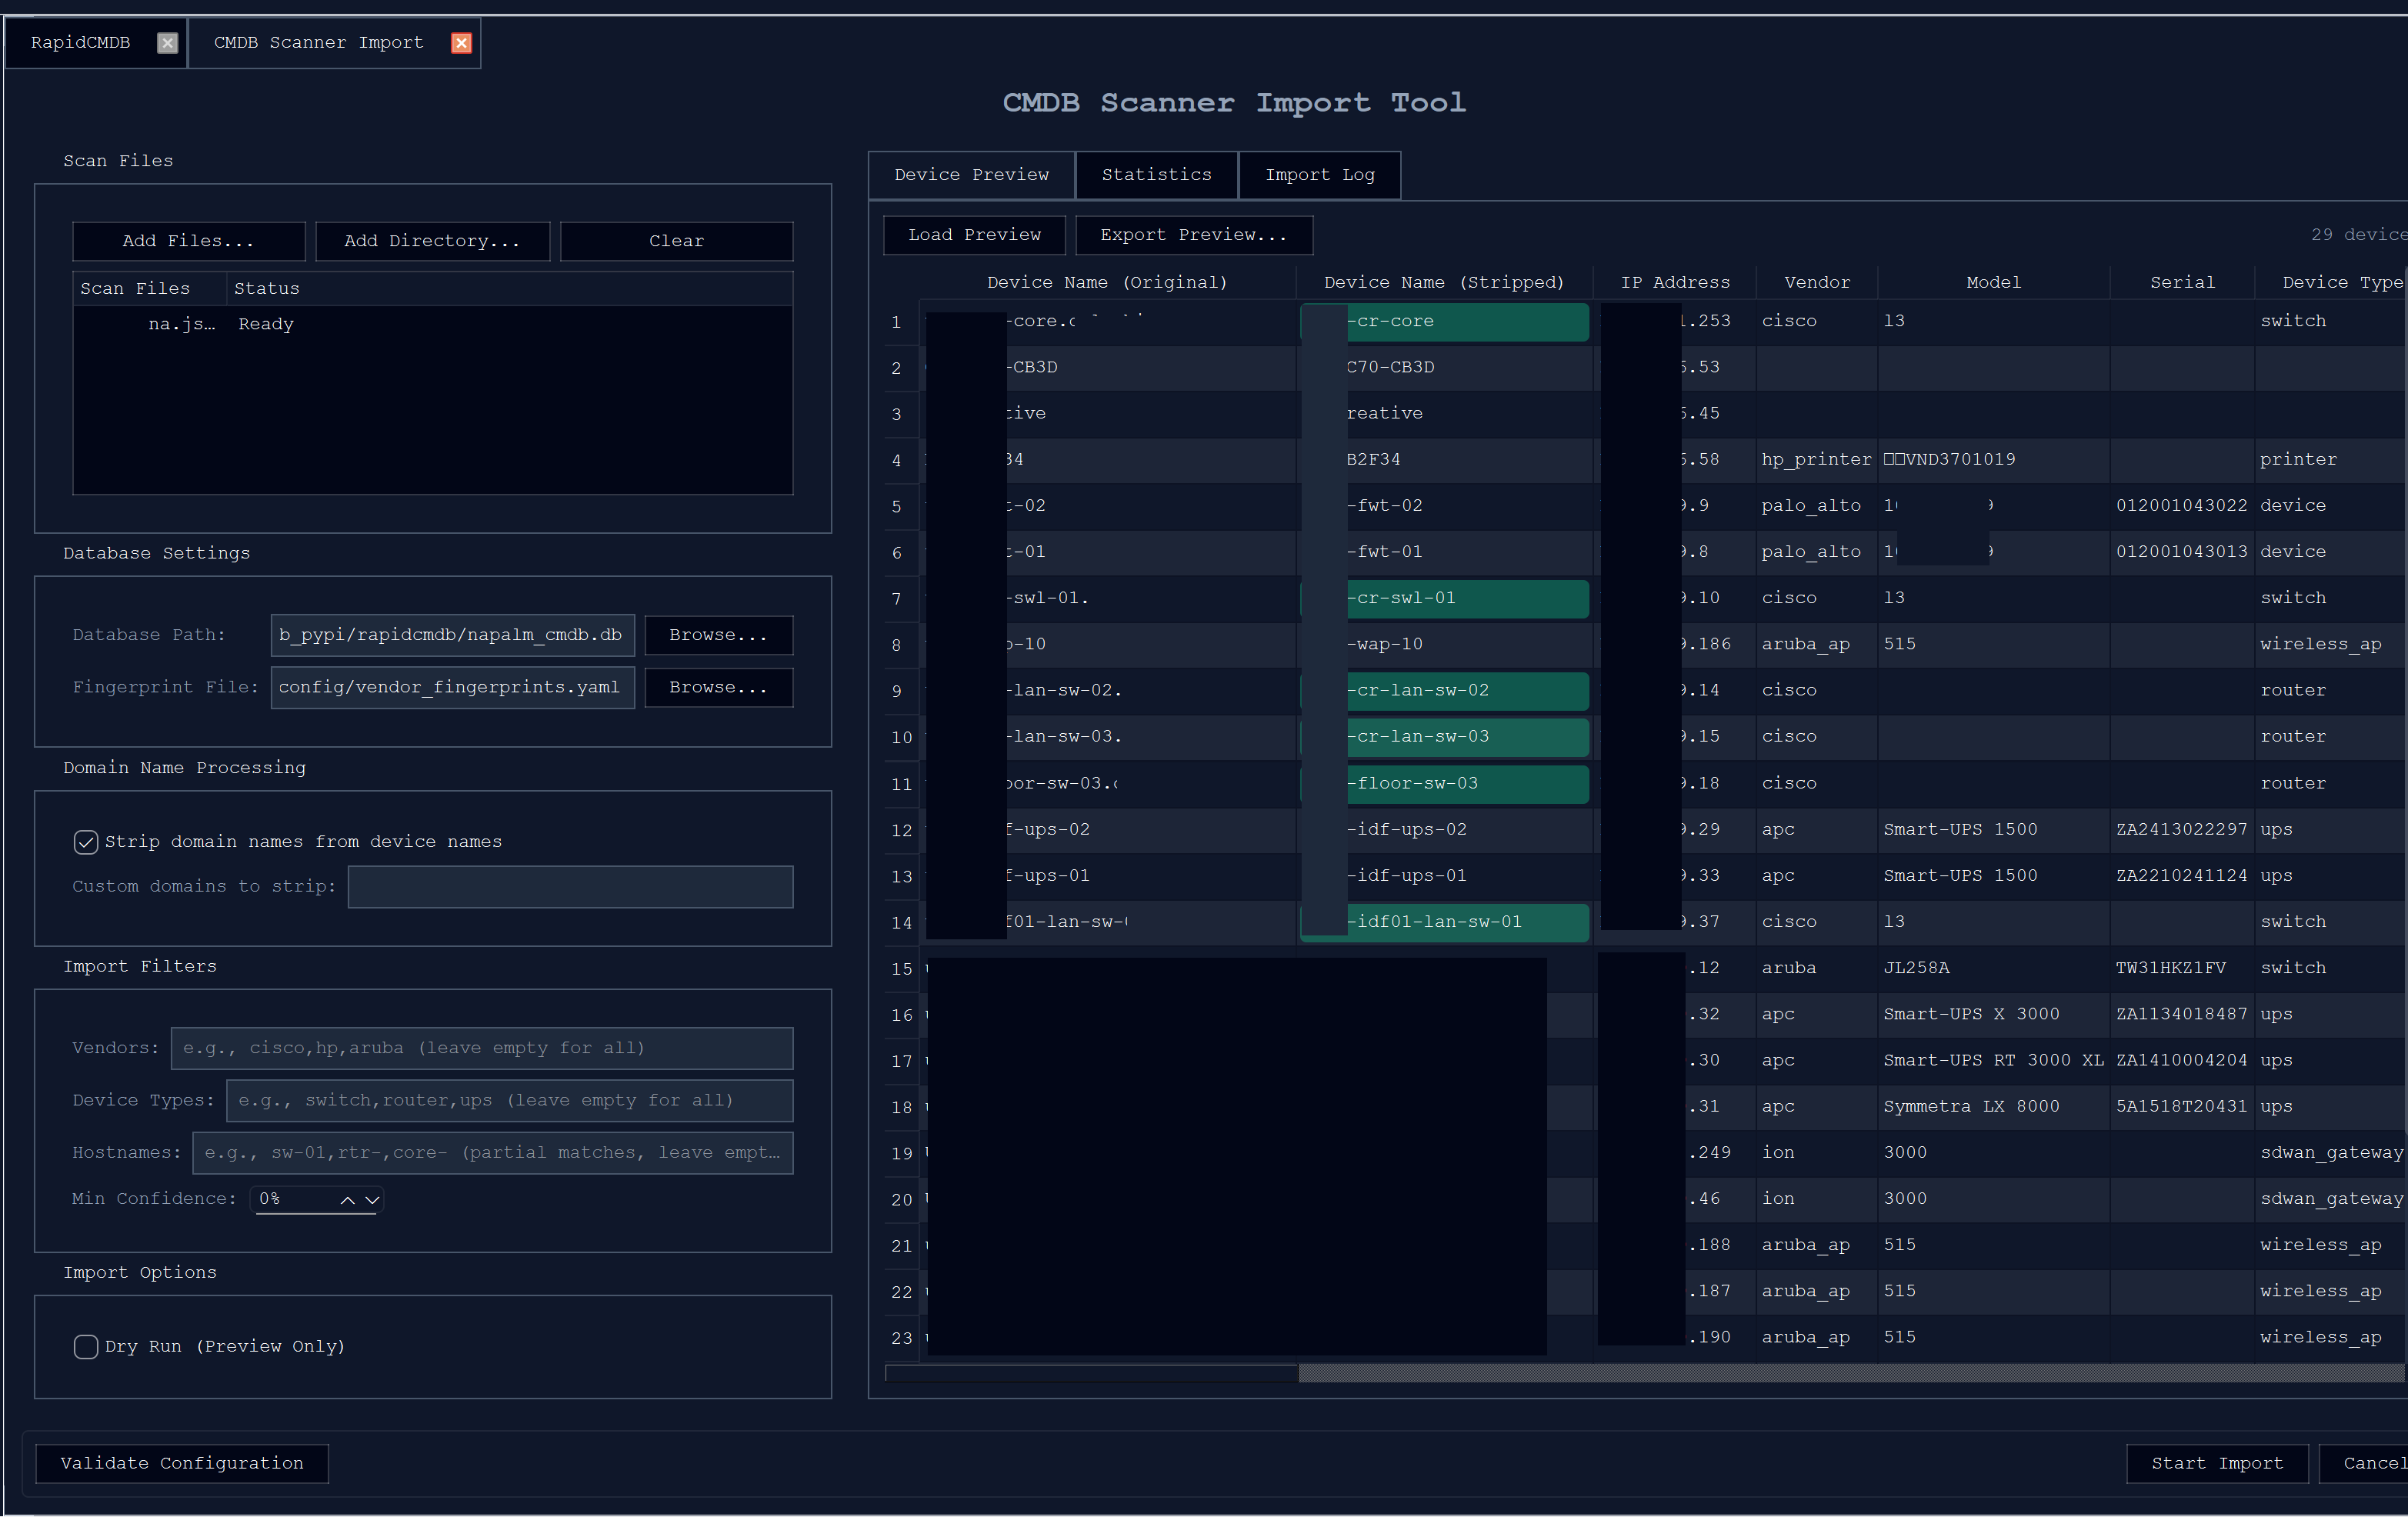 RapidCMDB
CMDB Scanner Import
CMDB Scanner Import Tool
Scan Files
Add Files... Add Directory... Clear
Scan Files Status
na.js… Ready
Database Settings
Database Path: b_pypi/rapidcmdb/napalm_cmdb.db Browse...
Fingerprint File: config/vendor_fingerprints.yaml Browse...
Domain Name Processing
Strip domain names from device names
Custom domains to strip:
Import Filters
Vendors: e.g., cisco,hp,aruba (leave empty for all)
Device Types: e.g., switch,router,ups (leave empty for all)
Hostnames: e.g., sw-01,rtr-,core- (partial matches, leave empt…
Min Confidence: 0%
Import Options
Dry Run (Preview Only)
Device Preview Statistics Import Log
Load Preview Export Preview...
29 device
Device Name (Original) Device Name (Stripped) IP Address Vendor Model Serial Device Type
1 -core. -cr-core .253 cisco l3 switch
2 -CB3D C70-CB3D .53
3 tive reative .45
4 34 B2F34 .58 hp_printer VND3701019 printer
5 -02 -fwt-02 .9 palo_alto 012001043022 device
6 -01 -fwt-01 .8 palo_alto 012001043013 device
7 -swl-01. -cr-swl-01 .10 cisco l3 switch
8 -10 -wap-10 .186 aruba_ap 515 wireless_ap
9 -lan-sw-02. -cr-lan-sw-02 .14 cisco router
10 -lan-sw-03. -cr-lan-sw-03 .15 cisco router
11 oor-sw-03. -floor-sw-03 .18 cisco router
12 f-ups-02 -idf-ups-02 .29 apc Smart-UPS 1500 ZA2413022297 ups
13 f-ups-01 -idf-ups-01 .33 apc Smart-UPS 1500 ZA2210241124 ups
14 f01-lan-sw- -idf01-lan-sw-01 .37 cisco l3 switch
15 .12 aruba JL258A TW31HKZ1FV switch
16 .32 apc Smart-UPS X 3000 ZA1134018487 ups
17 .30 apc Smart-UPS RT 3000 XL ZA1410004204 ups
18 .31 apc Symmetra LX 8000 5A1518T20431 ups
19 .249 ion 3000 sdwan_gateway
20 .46 ion 3000 sdwan_gateway
21 .188 aruba_ap 515 wireless_ap
22 .187 aruba_ap 515 wireless_ap
23 .190 aruba_ap 515 wireless_ap
Validate Configuration
Start Import Cancel